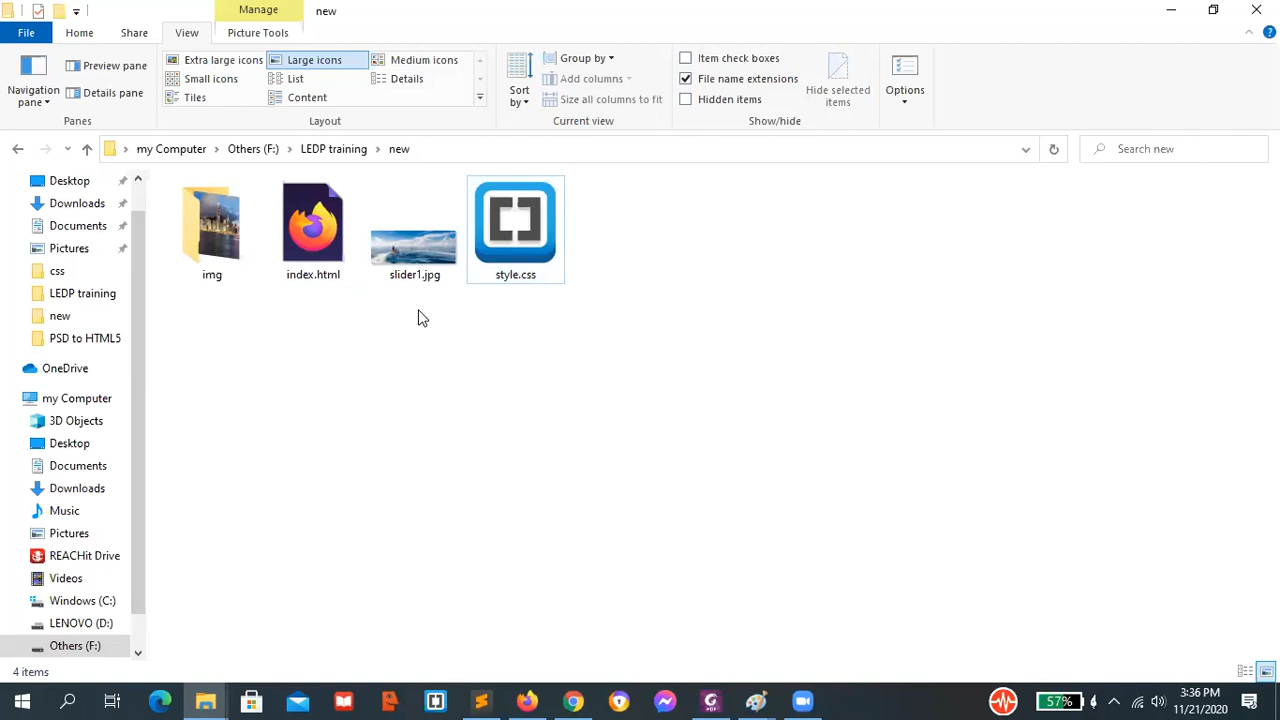 Manage
new
File
Home
Share
View
Picture Tools
Navigation pane
Preview pane
Details pane
Panes
Extra large icons
Large icons
Medium icons
Small icons
List
Details
Tiles
Content
Layout
Sort by
Group by
Add columns
Size all columns to fit
Current view
Item check boxes
File name extensions
Hidden items
Hide selected items
Show/hide
Options
my Computer
Others (F:)
LEDP training
new
Search new
Desktop
Downloads
Documents
Pictures
css
LEDP training
new
PSD to HTML5
OneDrive
my Computer
3D Objects
Desktop
Documents
Downloads
Music
Pictures
REACHit Drive
Videos
Windows (C:)
LENOVO (D:)
Others (F:)
img
index.html
slider1.jpg
style.css
4 items
57%
3:36 PM
11/21/2020